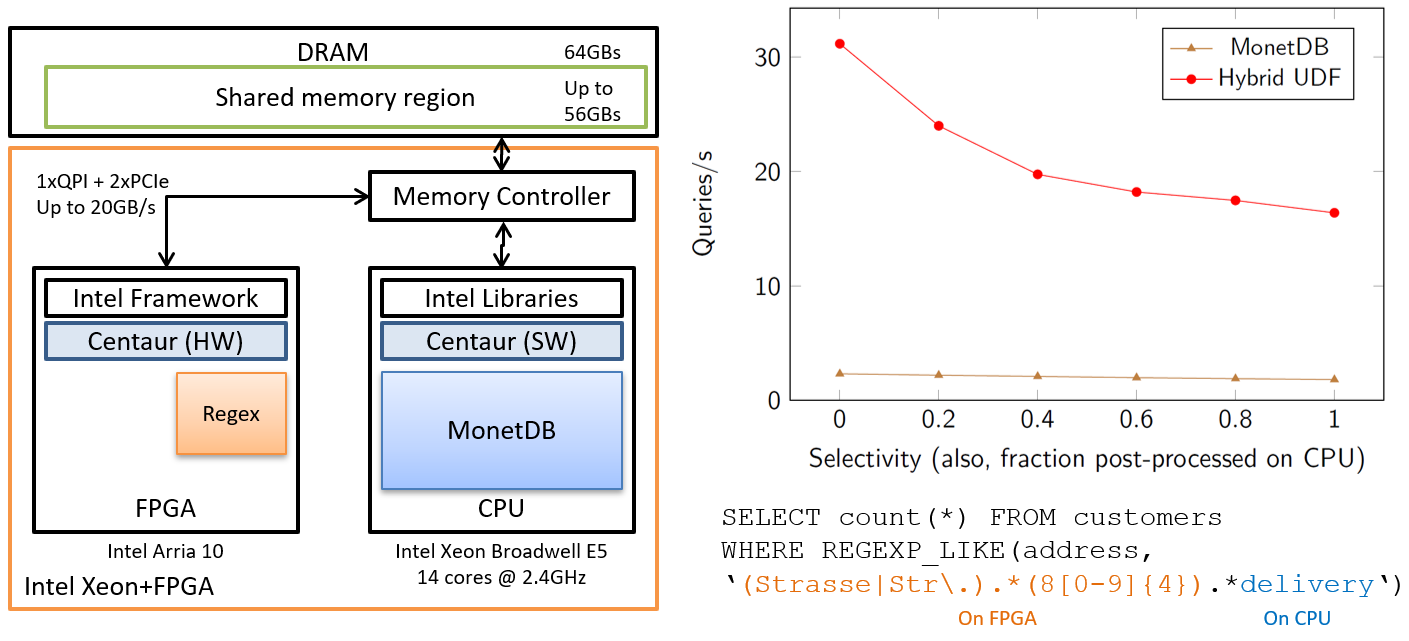 DRAM
64GBs
Shared memory region
Up to
56GBs
1xQPI + 2xPCIe
Up to 20GB/s
Memory Controller
Intel Framework
Centaur (HW)
Regex
FPGA
Intel Libraries
Centaur (SW)
MonetDB
CPU
Intel Arria 10
Intel Xeon Broadwell E5
14 cores @ 2.4GHz
Intel Xeon+FPGA
MonetDB
Hybrid UDF
Queries/s
30
20
10
0
0 0.2 0.4 0.6 0.8 1
Selectivity (also, fraction post-processed on CPU)
SELECT count(*) FROM customers
WHERE REGEXP_LIKE(address,
‘(Strasse|Str\.).*(8[0-9]{4}).*delivery‘)
On FPGA
On CPU